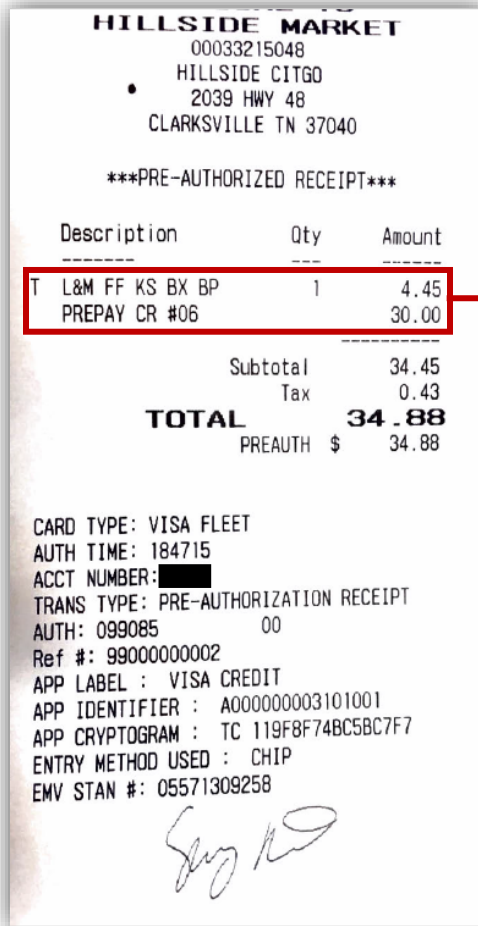 HILLSIDE MARKET
00033215048
HILLSIDE CITGO
2039 HWY 48
CLARKSVILLE TN 37040
***PRE-AUTHORIZED RECEIPT***
Description Qty Amount
------- --- ------
T L&M FF KS BX BP 1 4.45
PREPAY CR #06 30.00
----------
Subtotal 34.45
Tax 0.43
TOTAL 34.88
PREAUTH $ 34.88
CARD TYPE: VISA FLEET
AUTH TIME: 184715
ACCT NUMBER:
TRANS TYPE: PRE-AUTHORIZATION RECEIPT
AUTH: 099085 00
Ref #: 99000000002
APP LABEL : VISA CREDIT
APP IDENTIFIER : A000000003101001
APP CRYPTOGRAM : TC 119F8F74BC5BC7F7
ENTRY METHOD USED : CHIP
EMV STAN #: 05571309258